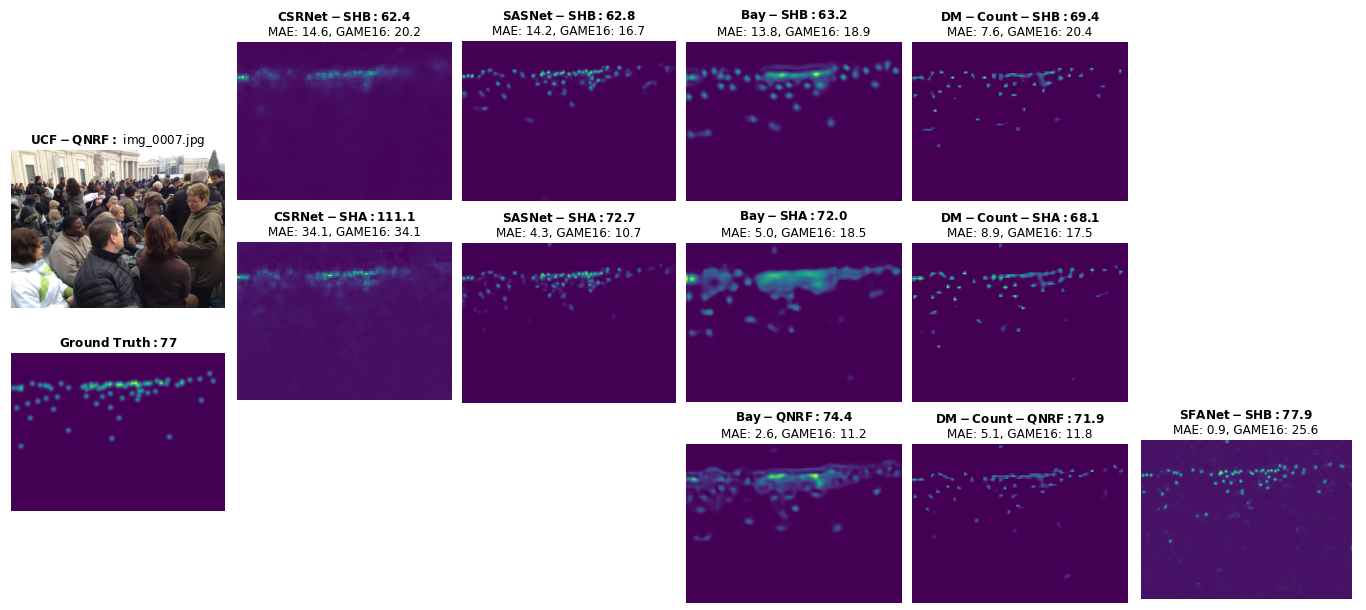 CSRNet − SHB : 62.4
MAE: 14.6, GAME16: 20.2
SASNet − SHB : 62.8
MAE: 14.2, GAME16: 16.7
Bay − SHB : 63.2
MAE: 13.8, GAME16: 18.9
DM − Count − SHB : 69.4
MAE: 7.6, GAME16: 20.4
UCF − QNRF : img_0007.jpg
CSRNet − SHA : 111.1
MAE: 34.1, GAME16: 34.1
SASNet − SHA : 72.7
MAE: 4.3, GAME16: 10.7
Bay − SHA : 72.0
MAE: 5.0, GAME16: 18.5
DM − Count − SHA : 68.1
MAE: 8.9, GAME16: 17.5
Ground Truth : 77
Bay − QNRF : 74.4
MAE: 2.6, GAME16: 11.2
DM − Count − QNRF : 71.9
MAE: 5.1, GAME16: 11.8
SFANet − SHB : 77.9
MAE: 0.9, GAME16: 25.6